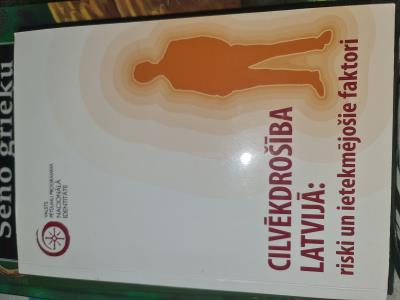 CILVĒKDROŠĪBA
LATVIJĀ:
riski un ietekmējošie faktori
VALSTS
PĒTĪJUMU PROGRAMMA
NACIONĀLĀ
IDENTITĀTE
Seno grieķu